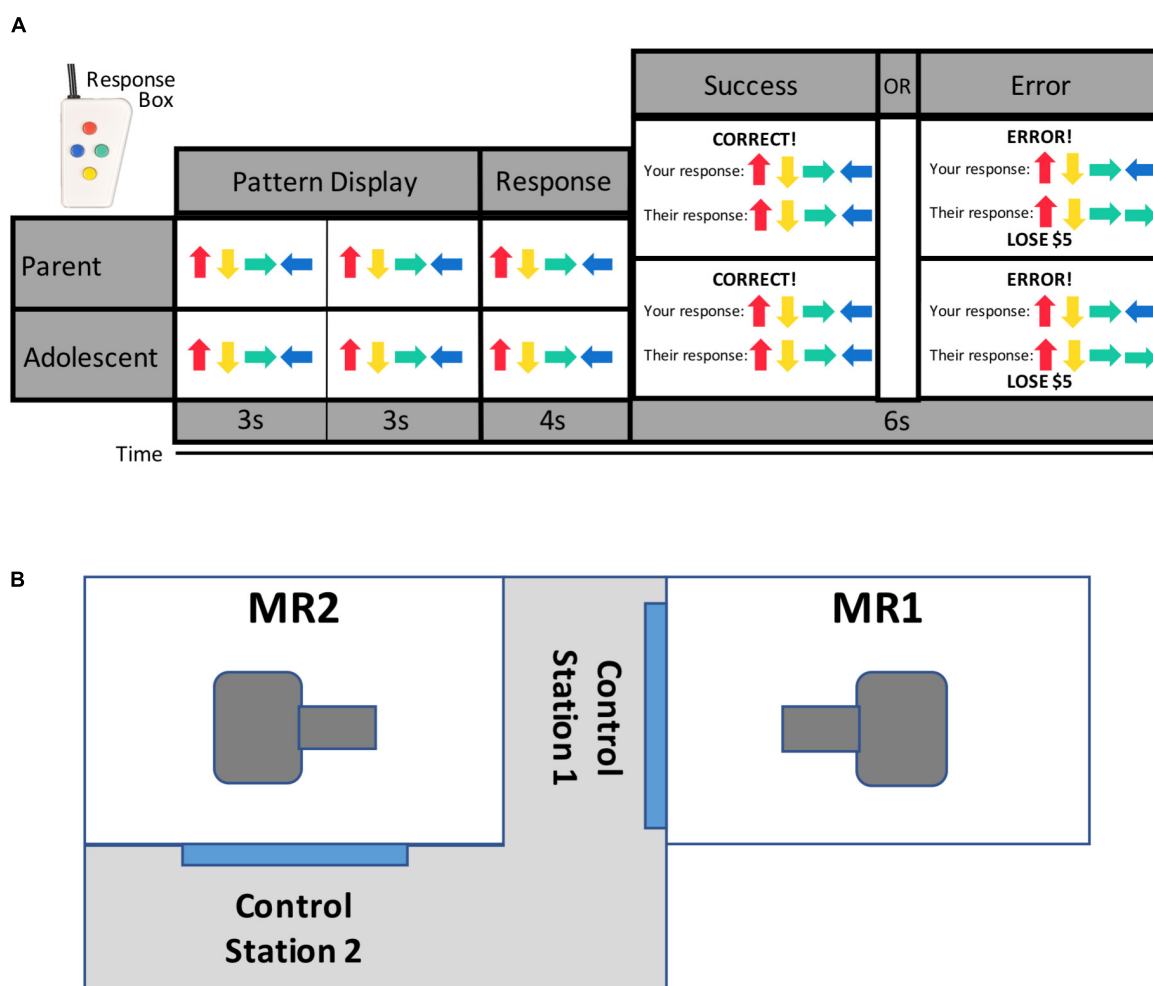 A
Response
Box
Success
OR
Error
CORRECT!
Your response:
Their response:
ERROR!
Your response:
Their response:
LOSE $5
Pattern Display
Response
Parent
Adolescent
CORRECT!
Your response:
Their response:
ERROR!
Your response:
Their response:
LOSE $5
3s
3s
4s
6s
Time
B
MR2
MR1
Control
Station 1
Control
Station 2